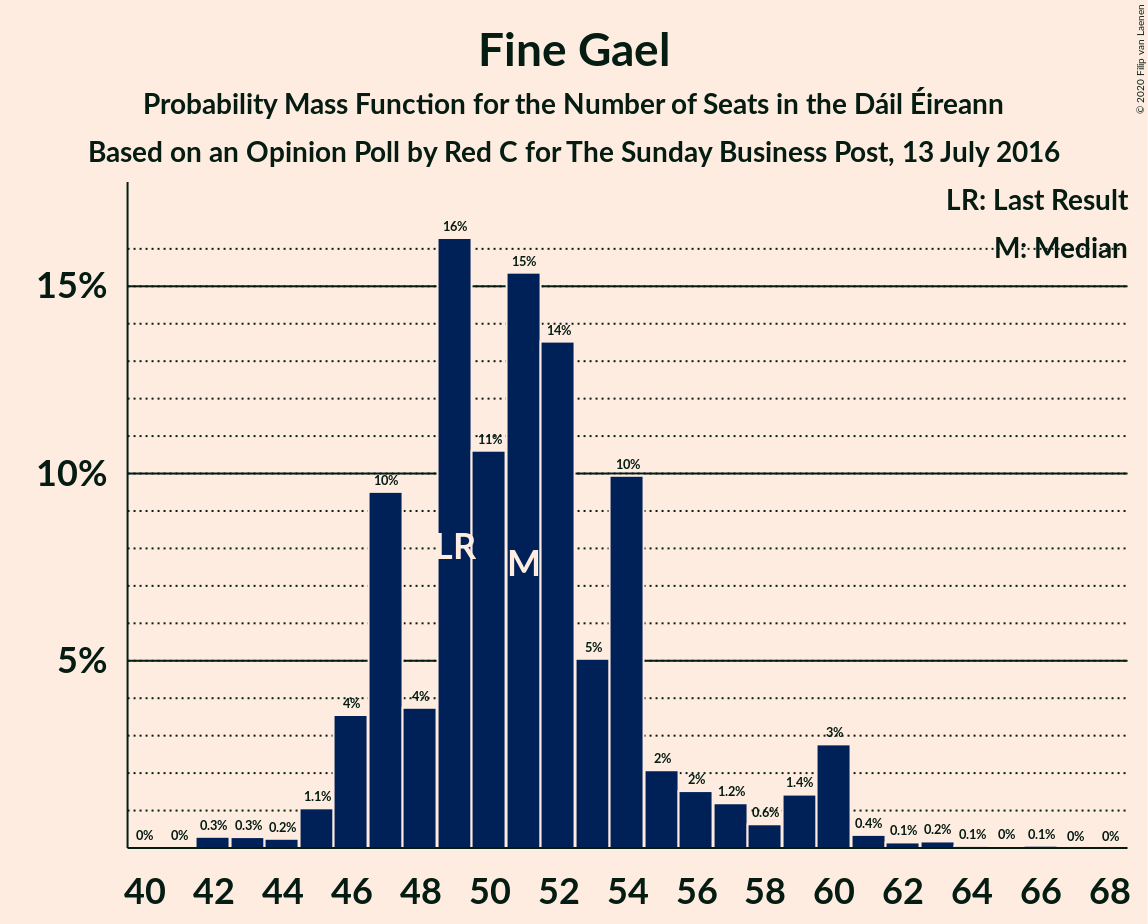 Fine Gael
Probability Mass Function for the Number of Seats in the Dáil Éireann
Based on an Opinion Poll by Red C for The Sunday Business Post, 13 July 2016
© 2020 Filip van Laenen
LR: Last Result
M: Median
15%
10%
5%
0% 0% 0.3% 0.3% 0.2% 1.1% 4% 10% 4% 16% 11% 15% 14% 5% 10% 2% 2% 1.2% 0.6% 1.4% 3% 0.4% 0.1% 0.2% 0.1% 0% 0.1% 0% 0%
LR
M
40 42 44 46 48 50 52 54 56 58 60 62 64 66 68